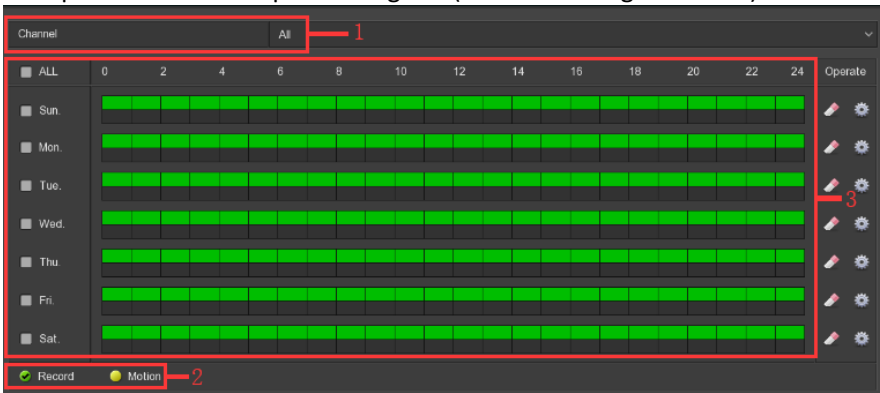 Channel All 1
ALL 0 2 4 6 8 10 12 14 16 18 20 22 24 Operate
Sun.
Mon.
Tue.
3
Wed.
Thu.
Fri.
Sat.
Record Motion 2